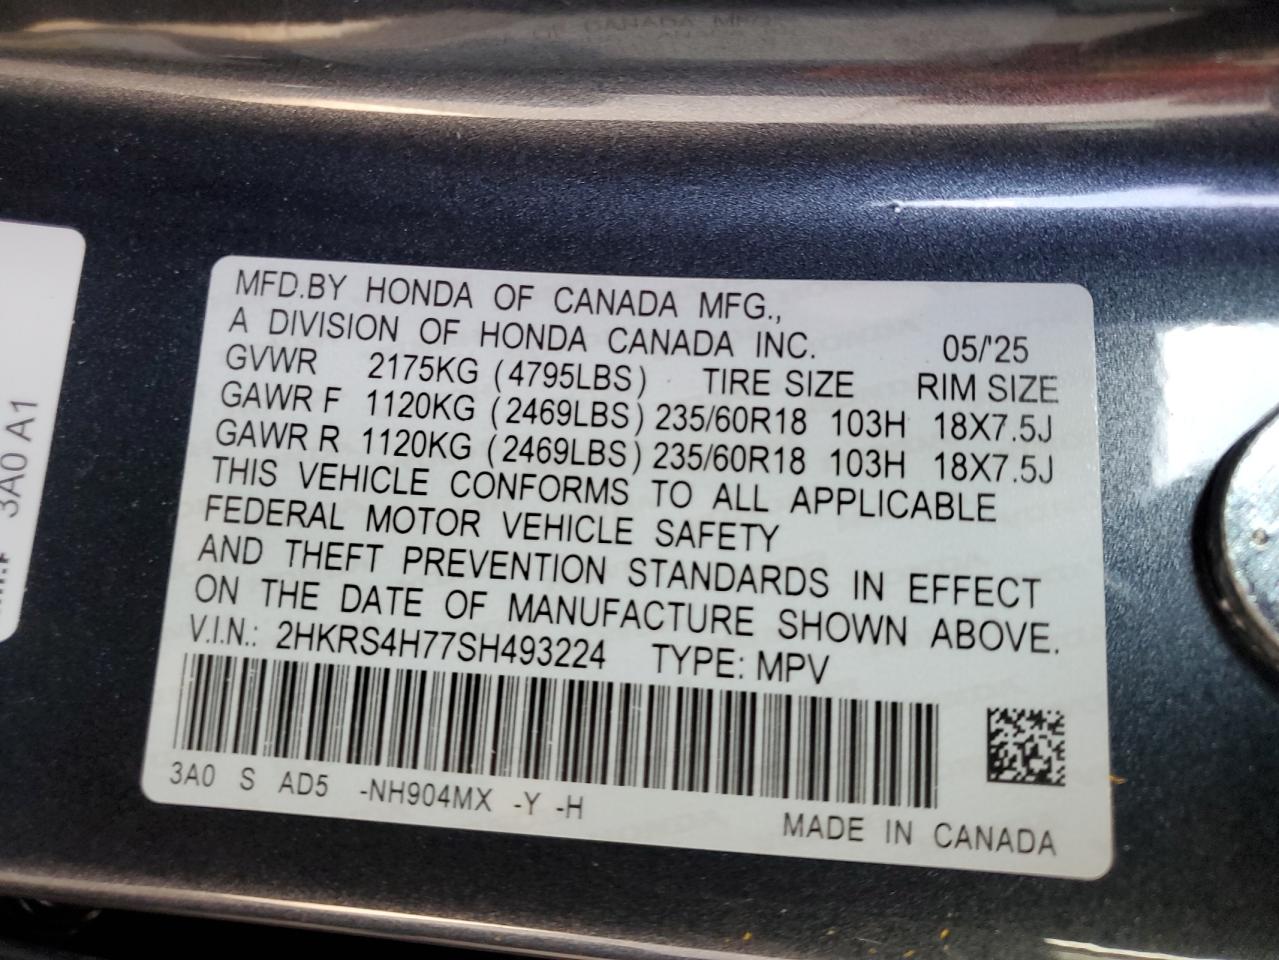 MFD.BY HONDA OF CANADA MFG.,
A DIVISION OF HONDA CANADA INC. 05/'25
GVWR 2175KG (4795LBS) TIRE SIZE RIM SIZE
GAWR F 1120KG (2469LBS) 235/60R18 103H 18X7.5J
GAWR R 1120KG (2469LBS) 235/60R18 103H 18X7.5J
THIS VEHICLE CONFORMS TO ALL APPLICABLE
FEDERAL MOTOR VEHICLE SAFETY
AND THEFT PREVENTION STANDARDS IN EFFECT
ON THE DATE OF MANUFACTURE SHOWN ABOVE.
V.I.N.: 2HKRS4H77SH493224 TYPE: MPV
3A0 S AD5 -NH904MX -Y -H
MADE IN CANADA
3A0 A1